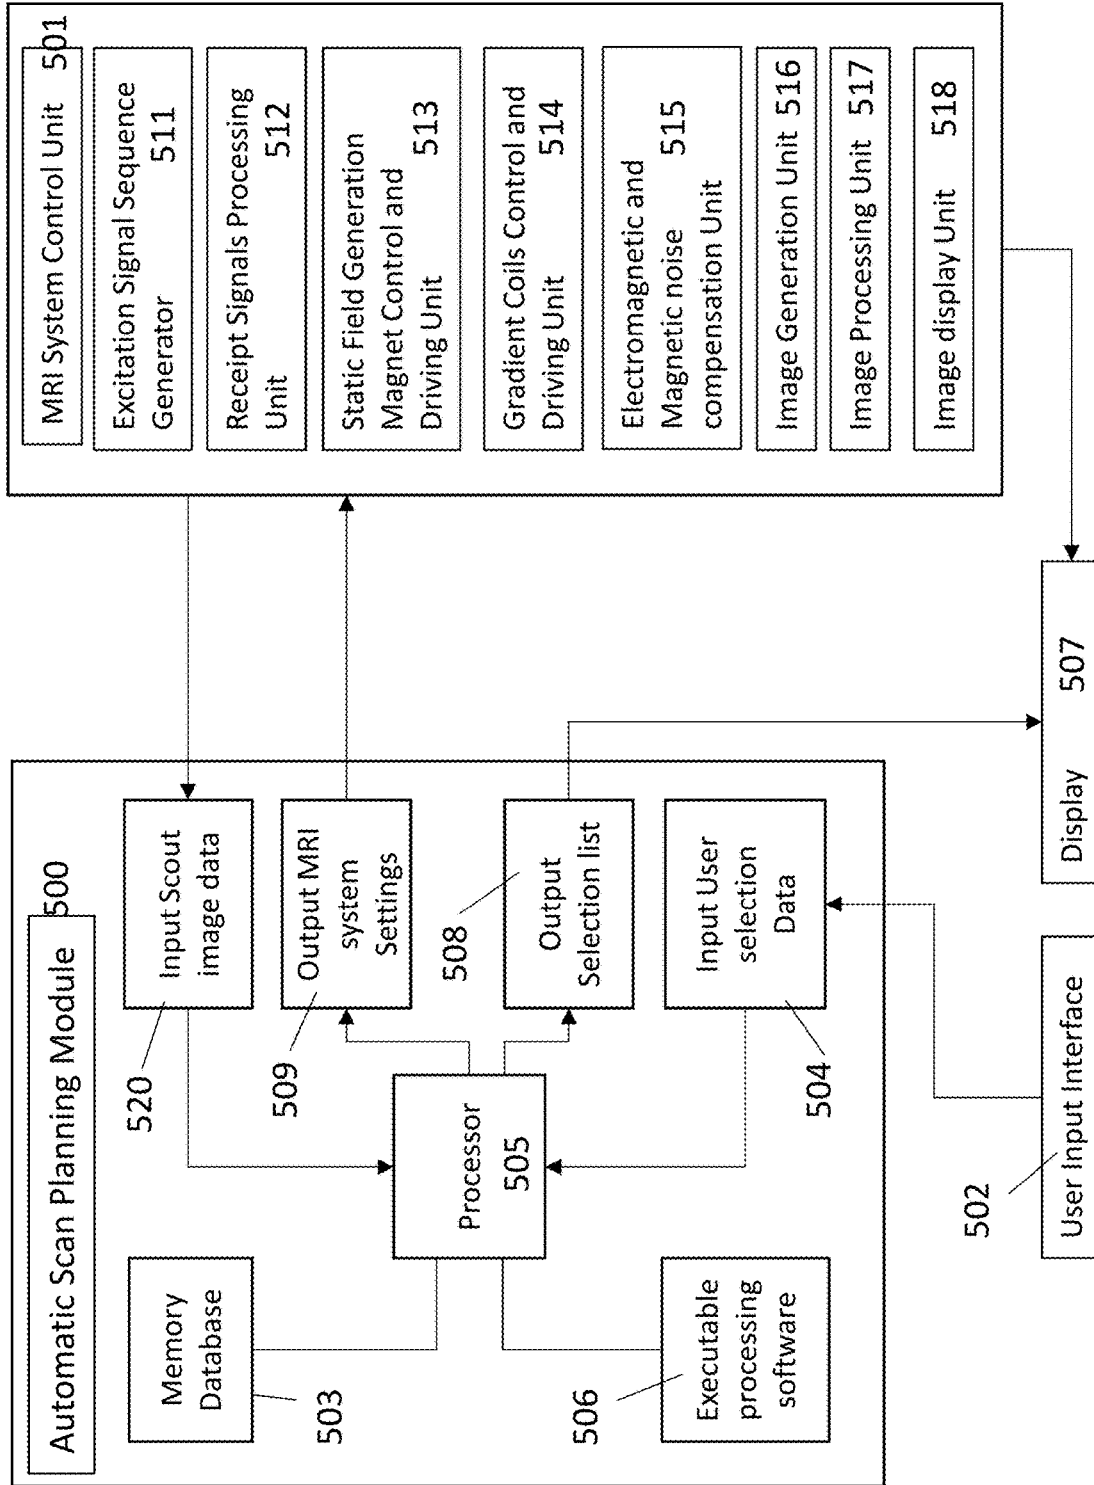 Automatic Scan Planning Module 500
Memory
Database
503
Executable
processing
software
506
Processor
505
Input Scout
image data
520
Output MRI
system
Settings
509
Output
Selection list
508
Input User
selection
Data
504
User Input Interface
502
Display 507
MRI System Control Unit 501
Excitation Signal Sequence
Generator 511
Receipt Signals Processing
Unit 512
Static Field Generation
Magnet Control and
Driving Unit 513
Gradient Coils Control and
Driving Unit 514
Electromagnetic and
Magnetic noise 515
compensation Unit
Image Generation Unit 516
Image Processing Unit 517
Image display Unit 518